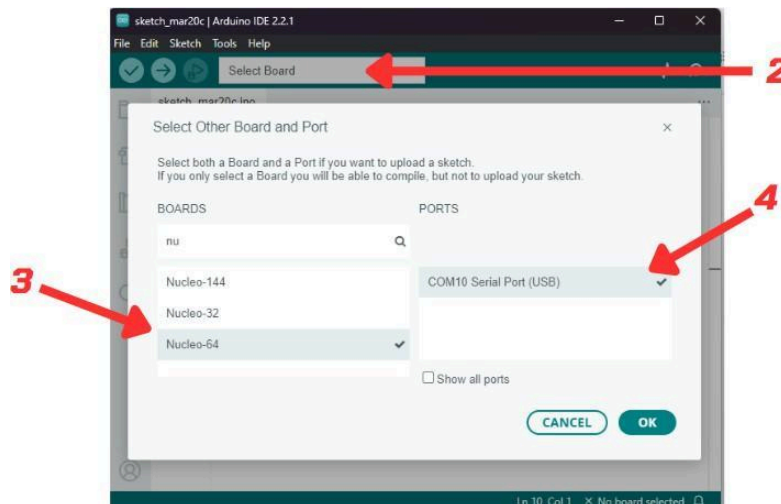 sketch_mar20c | Arduino IDE 2.2.1
File Edit Sketch Tools Help
Select Board
2
sketch_mar20c.ino
Select Other Board and Port
Select both a Board and a Port if you want to upload a sketch.
If you only select a Board you will be able to compile, but not to upload your sketch.
BOARDS PORTS
4
nu
3
Nucleo-144 COM10 Serial Port (USB)
Nucleo-32
Nucleo-64
Show all ports
CANCEL OK
Ln 10, Col 1 × No board selected